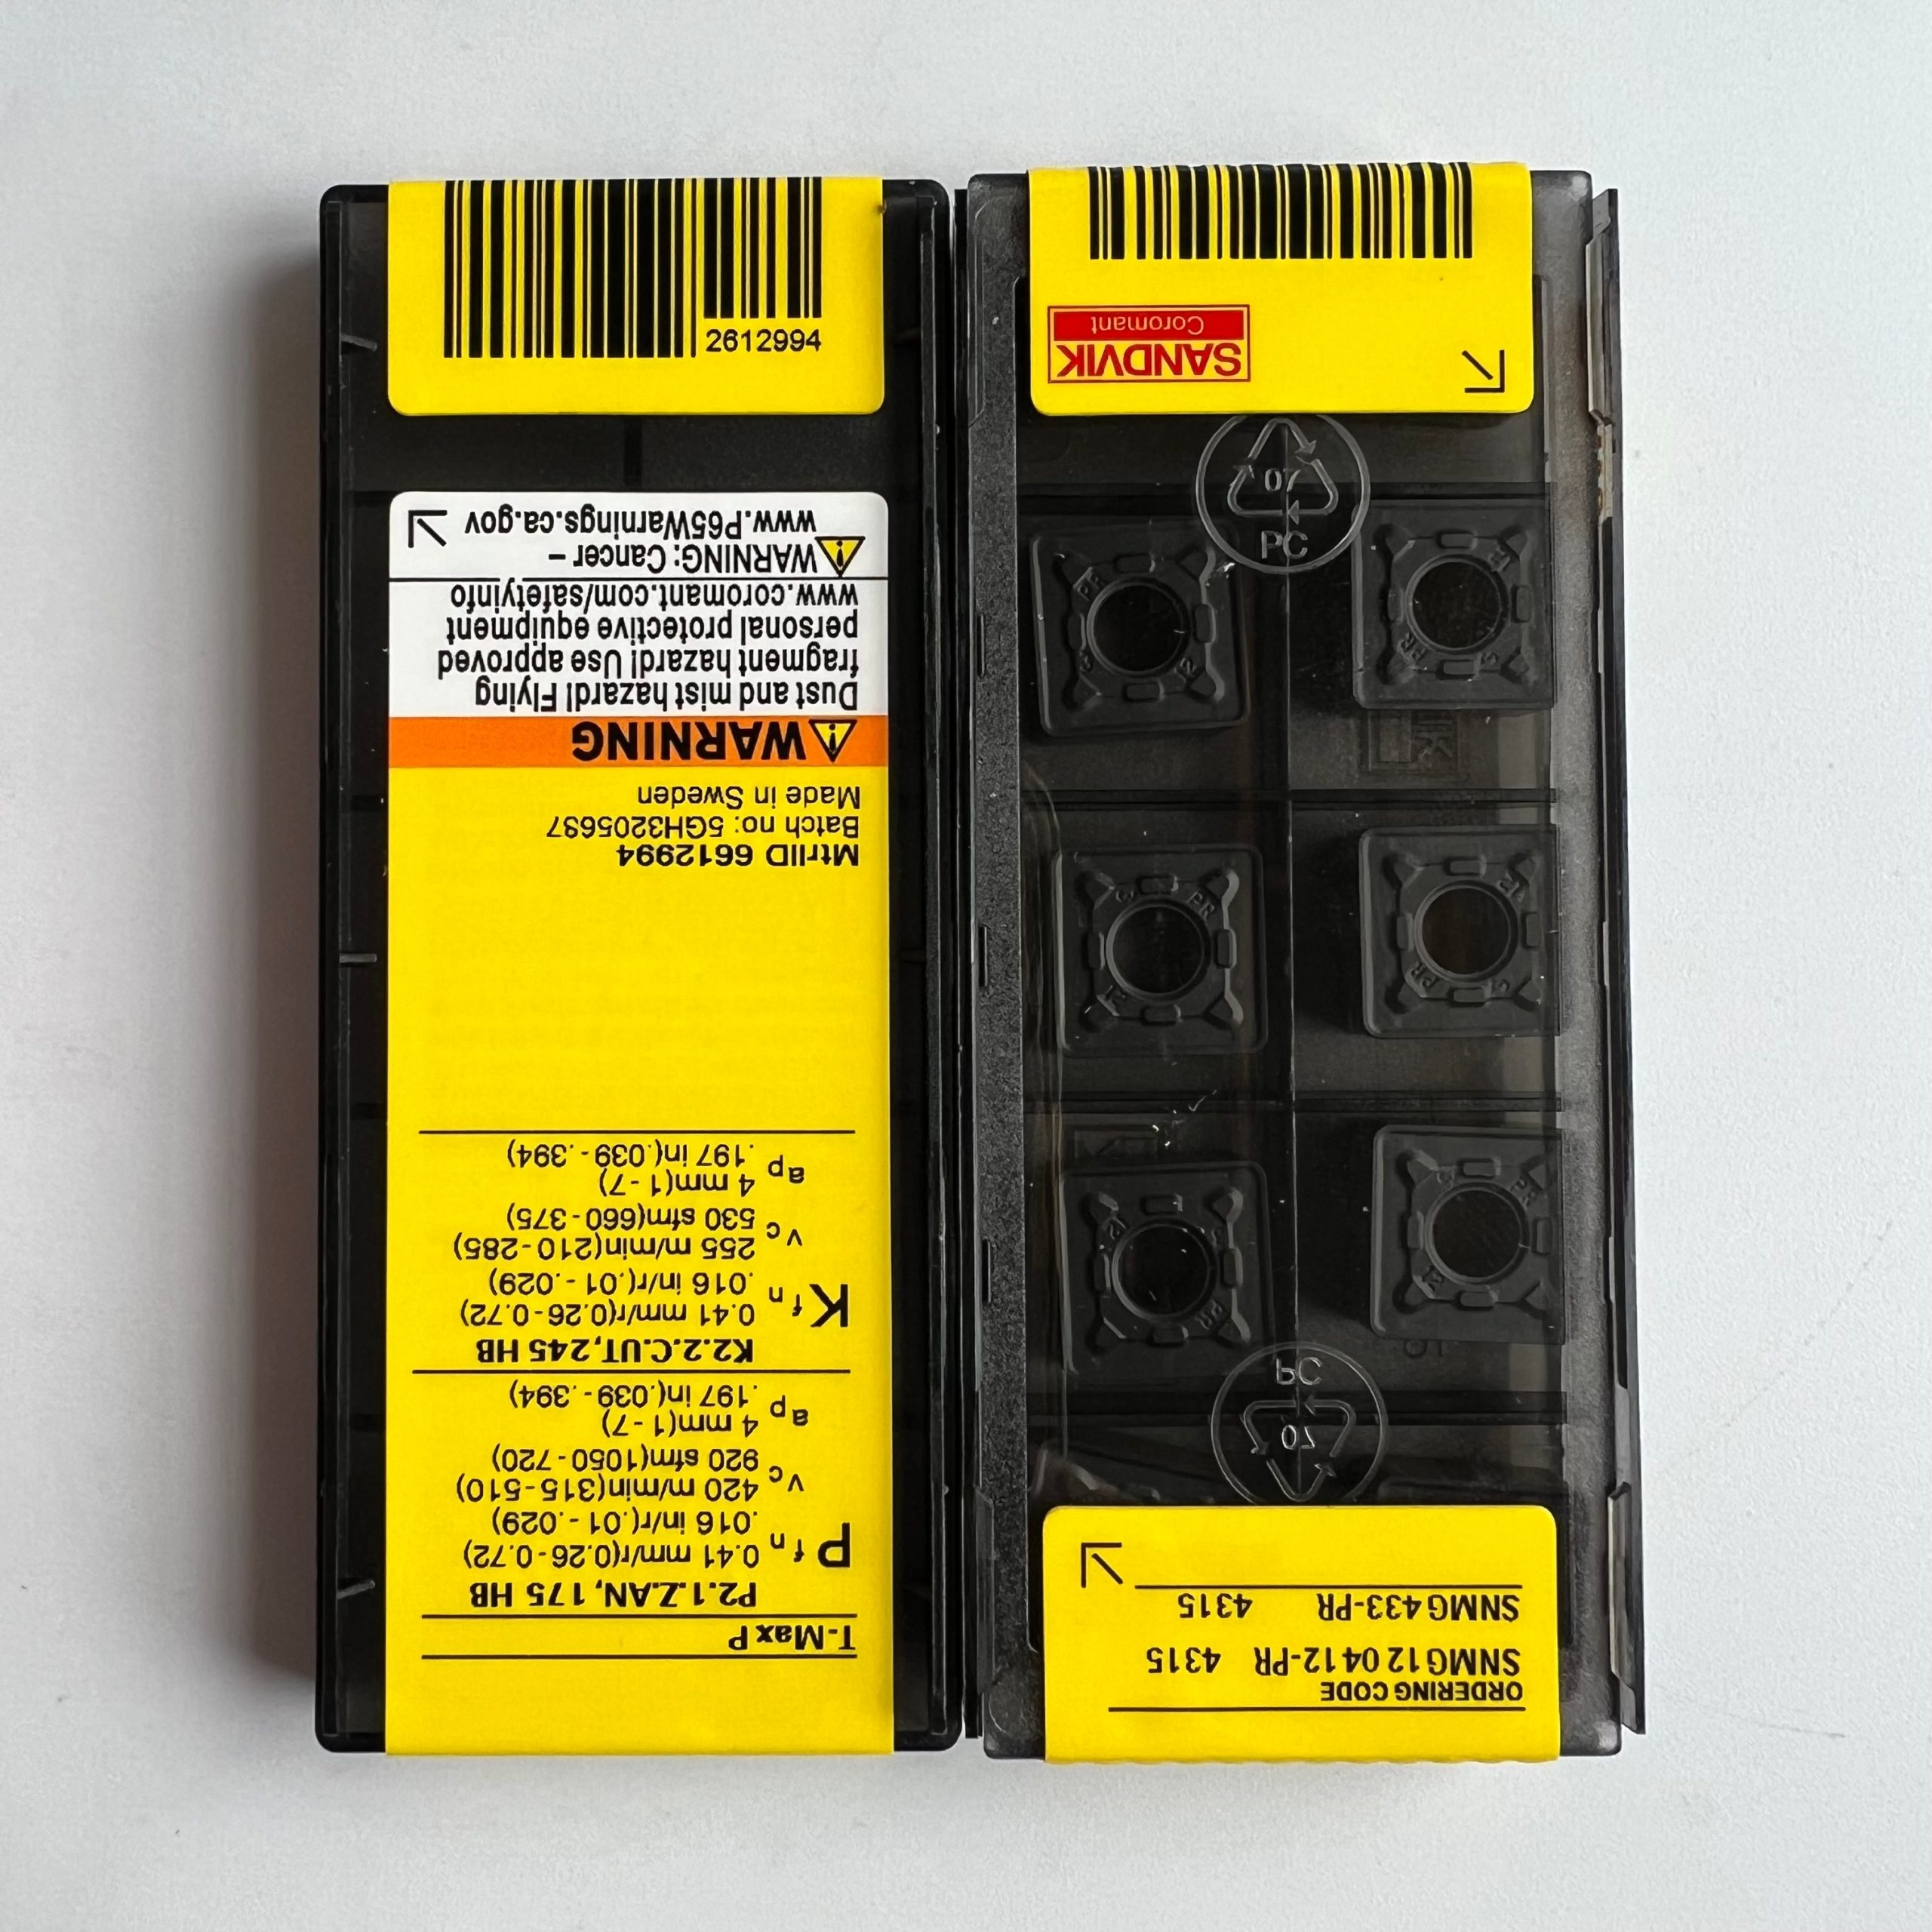 ORDERING CODE
SNMG 12 04 12-PR 4315
SNMG 433-PR 4315
PC
07
07
PC
SANDVIK
Coromant
T-Max P
P2.1.Z.AN, 175 HB
P fn 0.41 mm/r(0.26-0.72)
.016 in/r(.01 - .029)
vc 420 m/min(315-510)
920 sfm(1050-720)
ap 4 mm(1-7)
.197 in(.039 - .394)
K2.2.C.UT, 245 HB
K fn 0.41 mm/r(0.26-0.72)
.016 in/r(.01 - .029)
vc 255 m/min(210-285)
530 sfm(660-375)
ap 4 mm(1-7)
.197 in(.039 - .394)
MtrlID 6612994
Batch no: 5GH32056S7
Made in Sweden
WARNING
Dust and mist hazard! Flying
fragment hazard! Use approved
personal protective equipment
www.coromant.com/safetyinfo
WARNING: Cancer –
www.P65Warnings.ca.gov
2612994